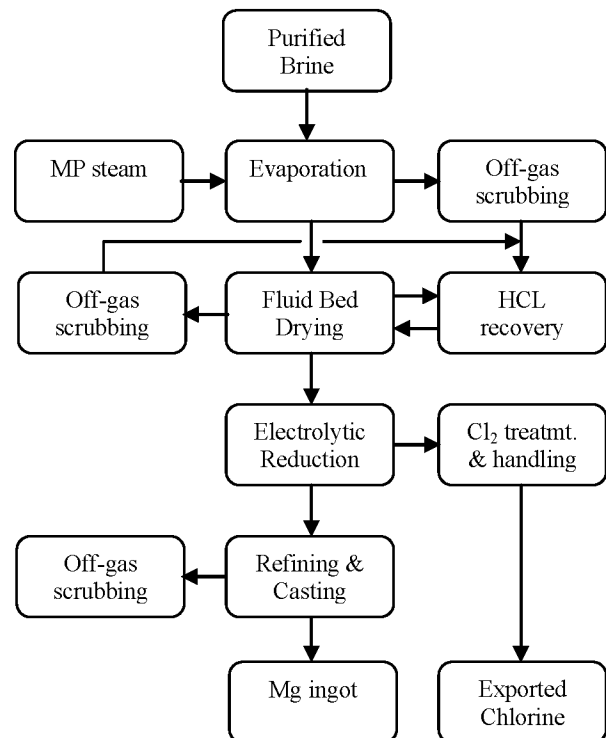 Purified
Brine
MP steam
Evaporation
Off-gas
scrubbing
Off-gas
scrubbing
Fluid Bed
Drying
HCL
recovery
Electrolytic
Reduction
Cl₂ treatmt.
& handling
Off-gas
scrubbing
Refining &
Casting
Mg ingot
Exported
Chlorine